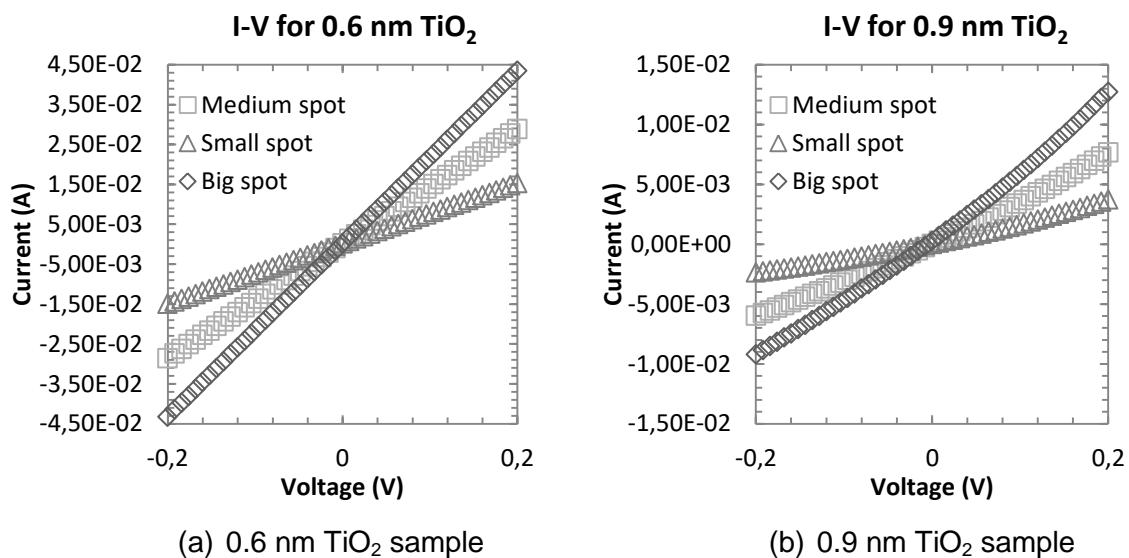 I-V for 0.6 nm TiO₂
4,50E-02
3,50E-02
2,50E-02
1,50E-02
5,00E-03
-5,00E-03
-1,50E-02
-2,50E-02
-3,50E-02
-4,50E-02
Current (A)
Medium spot
Small spot
Big spot
-0,2
0
0,2
Voltage (V)
(a) 0.6 nm TiO₂ sample
I-V for 0.9 nm TiO₂
1,50E-02
1,00E-02
5,00E-03
0,00E+00
-5,00E-03
-1,00E-02
-1,50E-02
Current (A)
Medium spot
Small spot
Big spot
-0,2
0
0,2
Voltage (V)
(b) 0.9 nm TiO₂ sample